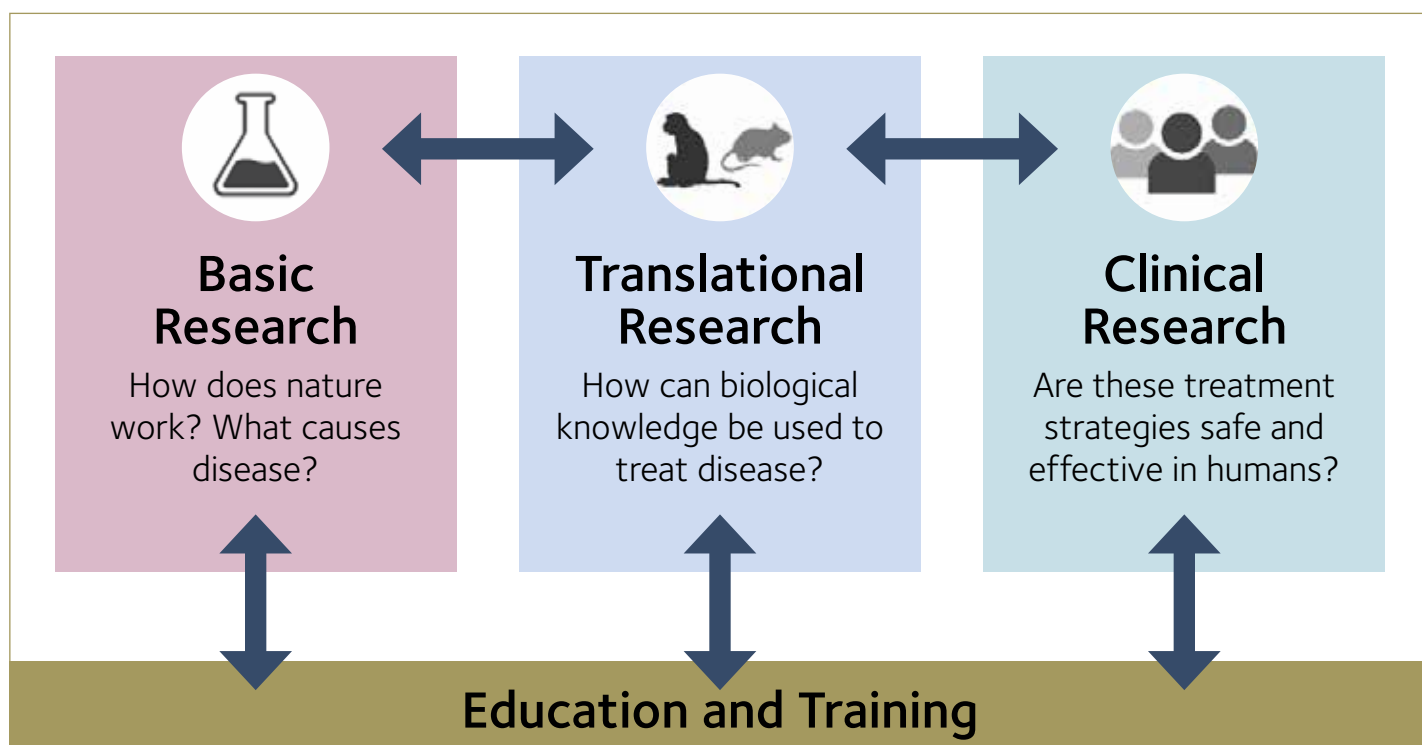 Basic
Research
How does nature
work? What causes
disease?
Translational
Research
How can biological
knowledge be used to
treat disease?
Clinical
Research
Are these treatment
strategies safe and
effective in humans?
Education and Training